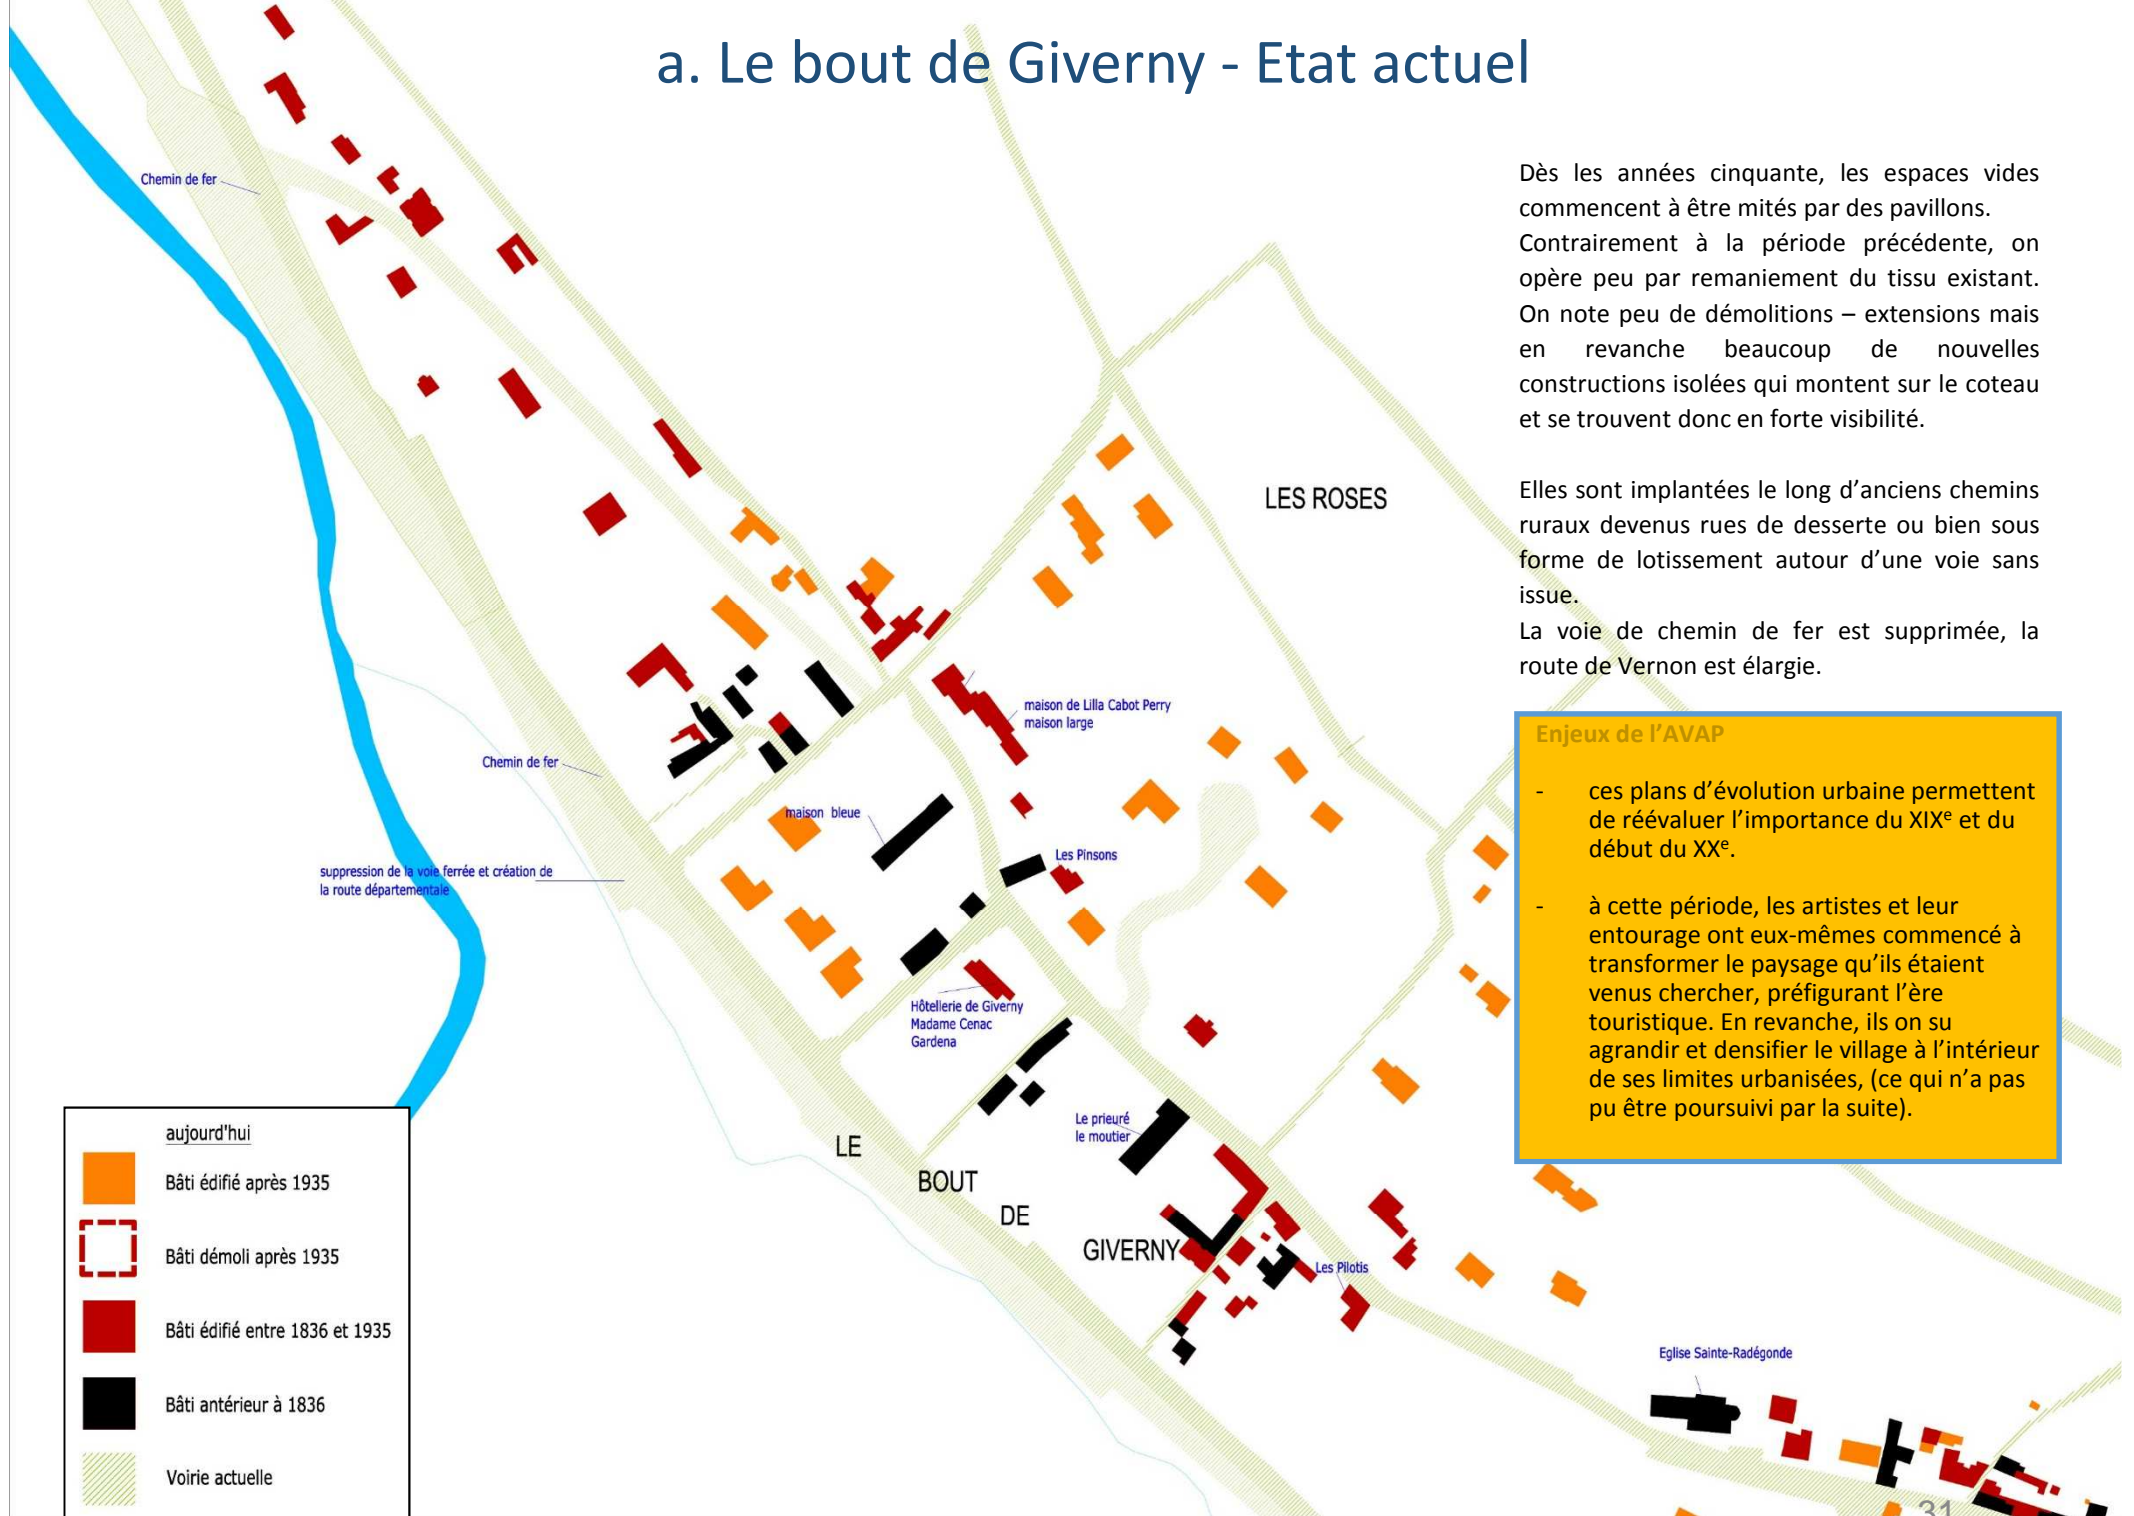 a. Le bout de Giverny - Etat actuel
Dès les années cinquante, les espaces vides
commencent à être mités par des pavillons.
Contrairement à la période précédente, on
opère peu par remaniement du tissu existant.
On note peu de démolitions – extensions mais
en revanche beaucoup de nouvelles
constructions isolées qui montent sur le coteau
et se trouvent donc en forte visibilité.
Elles sont implantées le long d’anciens chemins
ruraux devenus rues de desserte ou bien sous
forme de lotissement autour d’une voie sans
issue.
La voie de chemin de fer est supprimée, la
route de Vernon est élargie.
Enjeux de l’AVAP
- ces plans d’évolution urbaine permettent
de réévaluer l’importance du XIXe et du
début du XXe.
- à cette période, les artistes et leur
entourage ont eux-mêmes commencé à
transformer le paysage qu’ils étaient
venus chercher, préfigurant l’ère
touristique. En revanche, ils on su
agrandir et densifier le village à l’intérieur
de ses limites urbanisées, (ce qui n’a pas
pu être poursuivi par la suite).
Chemin de fer
LES ROSES
maison de Lilla Cabot Perry
maison large
Chemin de fer
maison bleue
Les Pinsons
suppression de la voie ferrée et création de
la route départementale
Hôtellerie de Giverny
Madame Cenac
Gardena
Le prieuré
le moutier
LE
BOUT
DE
GIVERNY
Les Pilotis
Eglise Sainte-Radégonde
aujourd'hui
Bâti édifié après 1935
Bâti démoli après 1935
Bâti édifié entre 1836 et 1935
Bâti antérieur à 1836
Voirie actuelle
31